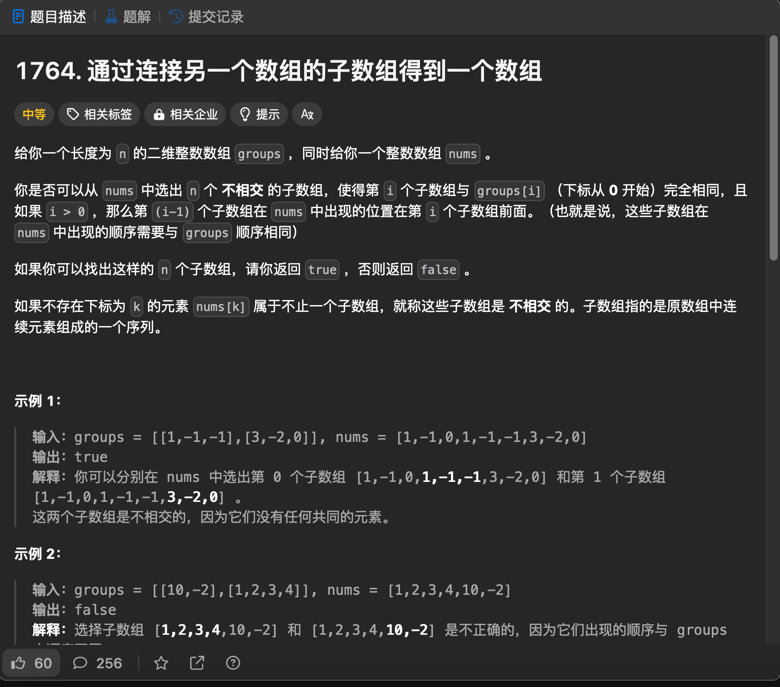 题目描述 | 题解 | 提交记录
1764. 通过连接另一个数组的子数组得到一个数组
中等 相关标签 相关企业 提示
给你一个长度为 n 的二维整数数组 groups ，同时给你一个整数数组 nums 。
你是否可以从 nums 中选出 n 个 不相交 的子数组，使得第 i 个子数组与 groups[i] （下标从 0 开始）完全相同，且
如果 i > 0 ，那么第 (i-1) 个子数组在 nums 中出现的位置在第 i 个子数组前面。（也就是说，这些子数组在
nums 中出现的顺序需要与 groups 顺序相同）
如果你可以找出这样的 n 个子数组，请你返回 true ，否则返回 false 。
如果不存在下标为 k 的元素 nums[k] 属于不止一个子数组，就称这些子数组是 不相交 的。子数组指的是原数组中连
续元素组成的一个序列。
示例 1：
输入：groups = [[1,-1,-1],[3,-2,0]], nums = [1,-1,0,1,-1,-1,3,-2,0]
输出：true
解释：你可以分别在 nums 中选出第 0 个子数组 [1,-1,0,1,-1,-1,3,-2,0] 和第 1 个子数组
[1,-1,0,1,-1,-1,3,-2,0] 。
这两个子数组是不相交的，因为它们没有任何共同的元素。
示例 2：
输入：groups = [[10,-2],[1,2,3,4]], nums = [1,2,3,4,10,-2]
输出：false
解释：选择子数组 [1,2,3,4,10,-2] 和 [1,2,3,4,10,-2] 是不正确的，因为它们出现的顺序与 groups
60 256